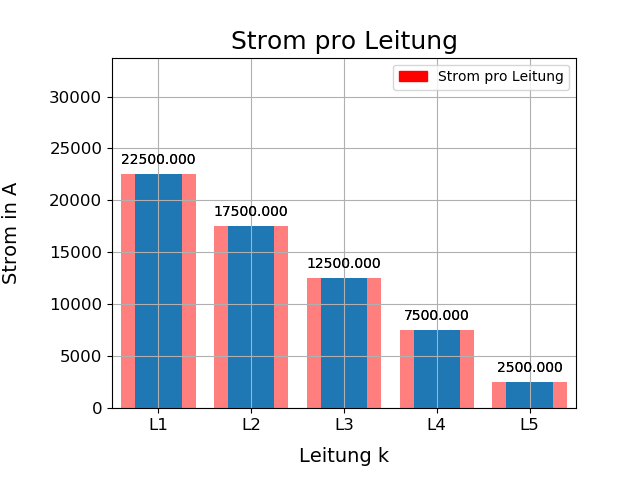 Strom pro Leitung
Strom pro Leitung
30000
25000
20000
15000
10000
5000
0
22500.000
17500.000
12500.000
7500.000
2500.000
L1 L2 L3 L4 L5
Leitung k
Strom in A